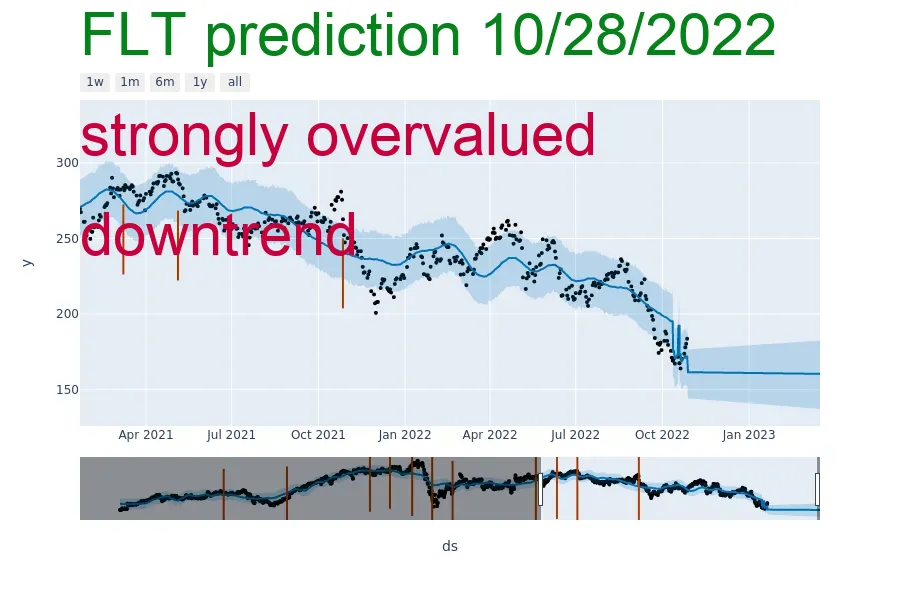 FLT prediction 10/28/2022
1w 1m 6m 1y all
strongly overvalued
300
downtrend
250
y
200
150
Apr 2021 Jul 2021 Oct 2021 Jan 2022 Apr 2022 Jul 2022 Oct 2022 Jan 2023
ds